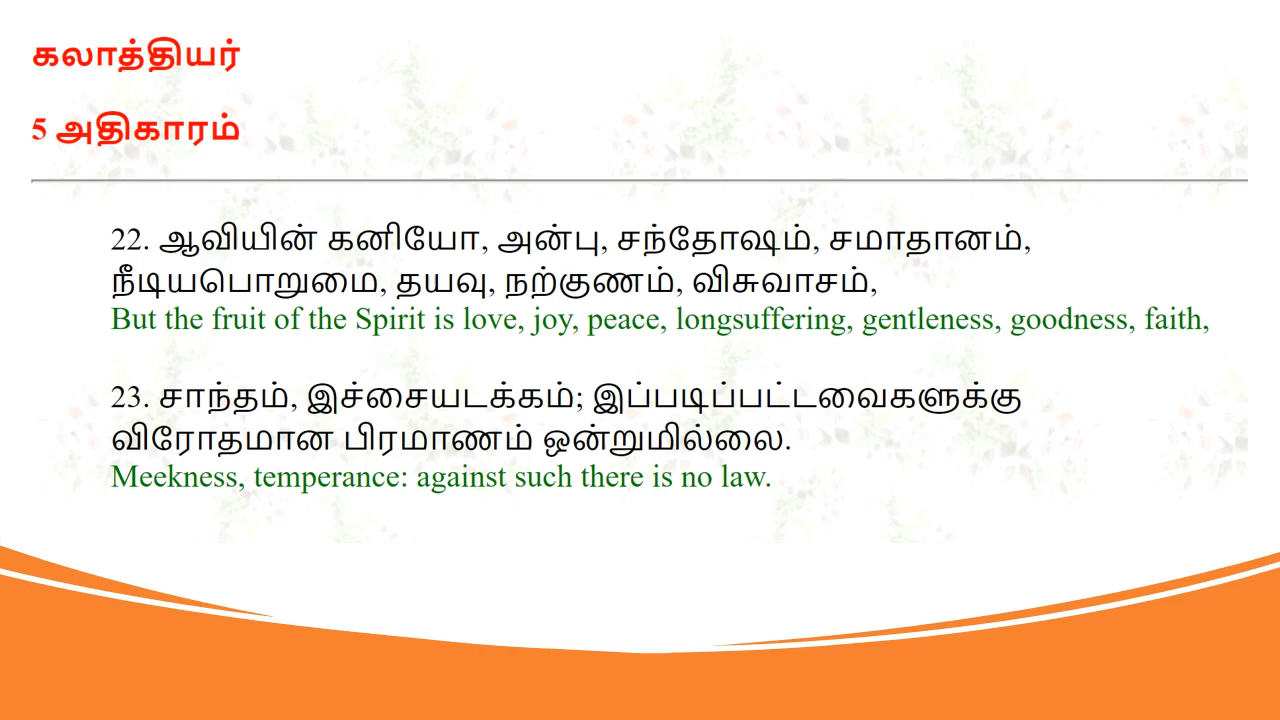 கலாத்தியர்
5 அதிகாரம்
22. ஆவியின் கனியோ, அன்பு, சந்தோஷம், சமாதானம்,
நீடியபொறுமை, தயவு, நற்குணம், விசுவாசம்,
But the fruit of the Spirit is love, joy, peace, longsuffering, gentleness, goodness, faith,
23. சாந்தம், இச்சையடக்கம்; இப்படிப்பட்டவைகளுக்கு
விரோதமான பிரமாணம் ஒன்றுமில்லை.
Meekness, temperance: against such there is no law.